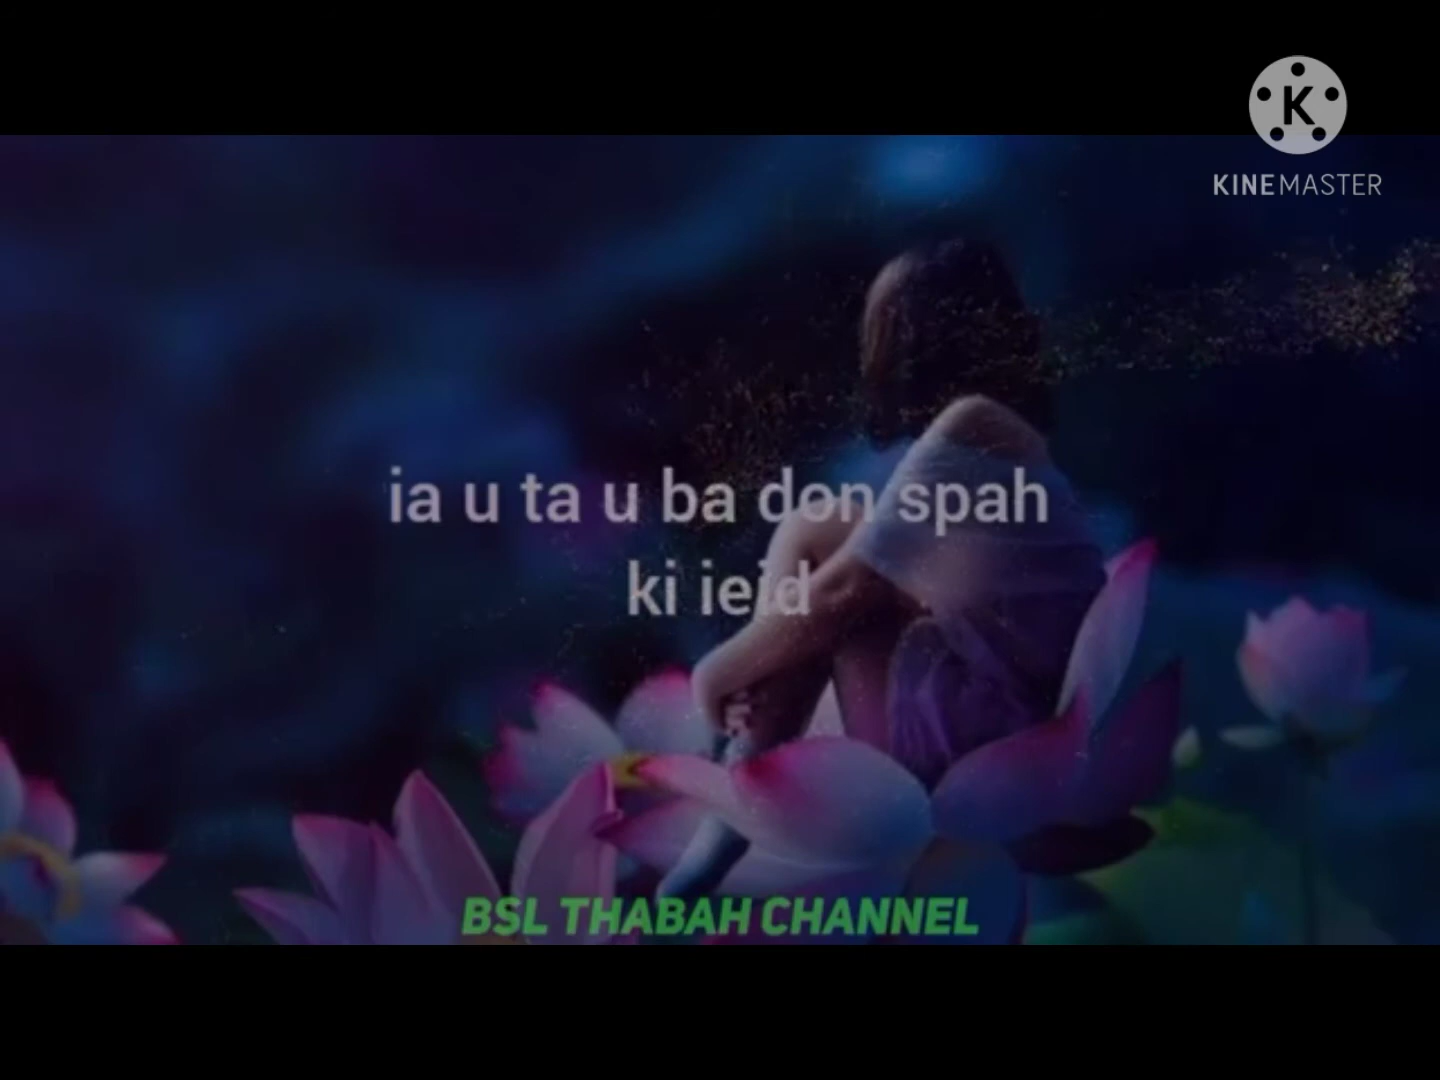 K
KINEMASTER
ia u ta u ba don spah
ki ieid
BSL THABAH CHANNEL